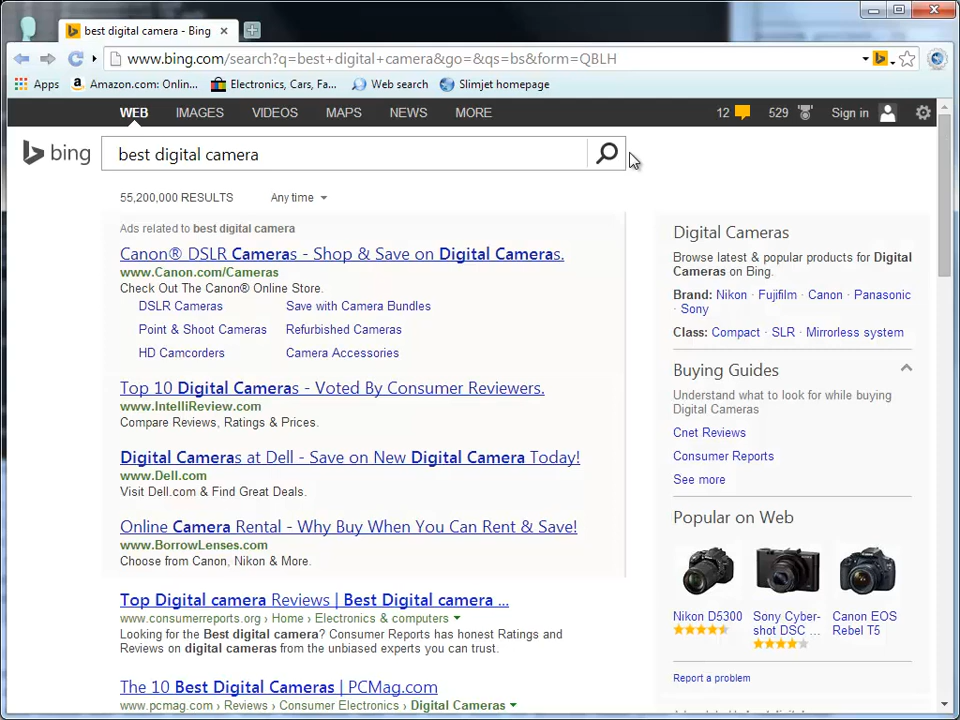 best digital camera - Bing
www.bing.com/search?q=best+digital+camera&go=&qs=bs&form=QBLH
Apps
Amazon.com: Onlin...
Electronics, Cars, Fa...
Web search
Slimjet homepage
WEB
IMAGES
VIDEOS
MAPS
NEWS
MORE
12
529
Sign in
bing
best digital camera
55,200,000 RESULTS
Any time
Ads related to best digital camera
Canon® DSLR Cameras - Shop & Save on Digital Cameras.
www.Canon.com/Cameras
Check Out The Canon® Online Store.
DSLR Cameras
Save with Camera Bundles
Point & Shoot Cameras
Refurbished Cameras
HD Camcorders
Camera Accessories
Top 10 Digital Cameras - Voted By Consumer Reviewers.
www.IntelliReview.com
Compare Reviews, Ratings & Prices.
Digital Cameras at Dell - Save on New Digital Camera Today!
www.Dell.com
Visit Dell.com & Find Great Deals.
Online Camera Rental - Why Buy When You Can Rent & Save!
www.BorrowLenses.com
Choose from Canon, Nikon & More.
Top Digital camera Reviews | Best Digital camera ...
www.consumerreports.org › Home › Electronics & computers
Looking for the Best digital camera? Consumer Reports has honest Ratings and
Reviews on digital cameras from the unbiased experts you can trust.
The 10 Best Digital Cameras | PCMag.com
www.pcmag.com › Reviews › Consumer Electronics › Digital Cameras
Digital Cameras
Browse latest & popular products for Digital
Cameras on Bing.
Brand: Nikon · Fujifilm · Canon · Panasonic
· Sony
Class: Compact · SLR · Mirrorless system
Buying Guides
Understand what to look for while buying
Digital Cameras
Cnet Reviews
Consumer Reports
See more
Popular on Web
Nikon D5300
Sony Cyber-
shot DSC ...
Canon EOS
Rebel T5
Report a problem